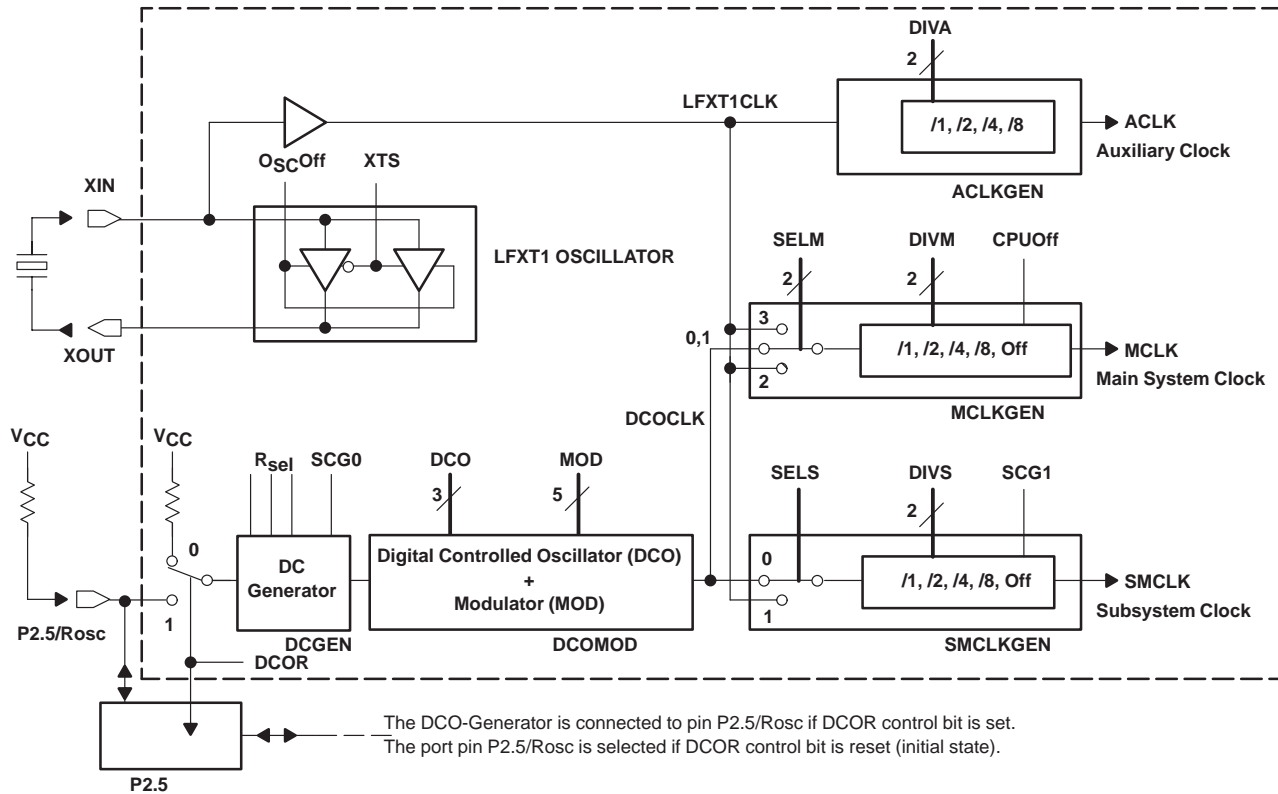 DIVA
2
LFXT1CLK
/1, /2, /4, /8
ACLK
Auxiliary Clock
ACLKGEN
OSCOff
XTS
XIN
LFXT1 OSCILLATOR
XOUT
SELM
DIVM
CPUOff
2
2
3
0,1
2
/1, /2, /4, /8, Off
MCLK
Main System Clock
MCLKGEN
DCOCLK
VCC
VCC
Rsel
SCG0
DCO
MOD
3
5
SELS
DIVS
SCG1
2
0
DC
Generator
Digital Controlled Oscillator (DCO)
+
Modulator (MOD)
0
1
/1, /2, /4, /8, Off
SMCLK
Subsystem Clock
1
P2.5/Rosc
DCGEN
DCOMOD
SMCLKGEN
DCOR
The DCO-Generator is connected to pin P2.5/Rosc if DCOR control bit is set.
The port pin P2.5/Rosc is selected if DCOR control bit is reset (initial state).
P2.5